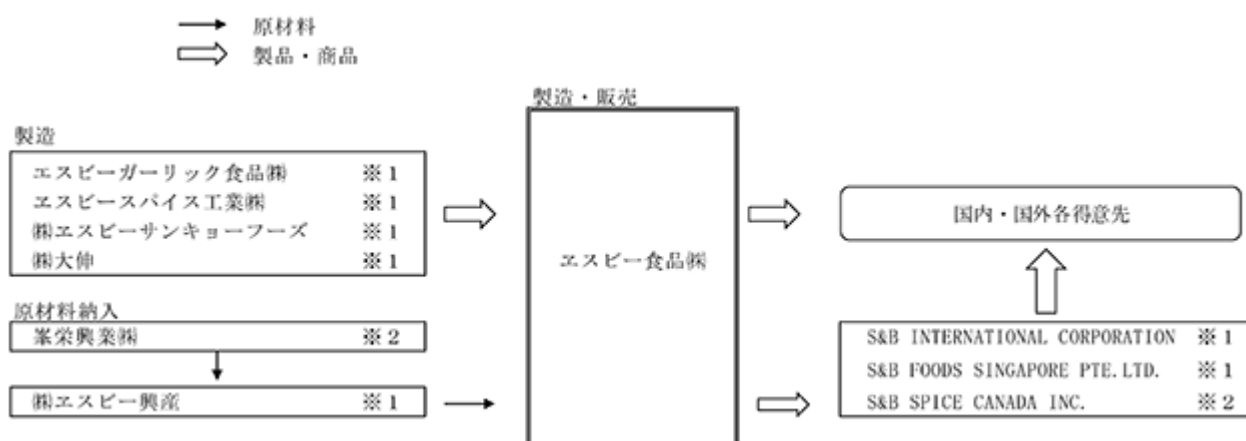 原材料
製品・商品
製造・販売
製造
エスビーガーリック食品㈱ ※1
ヱスビースパイス工業㈱ ※1
㈱エスビーサンキョーフーズ ※1
㈱大伸 ※1
原材料納入
峯栄興業㈱ ※2
㈱ヱスビー興産 ※1
ヱスビー食品㈱
国内・国外各得意先
S&B INTERNATIONAL CORPORATION ※1
S&B FOODS SINGAPORE PTE.LTD. ※1
S&B SPICE CANADA INC. ※2